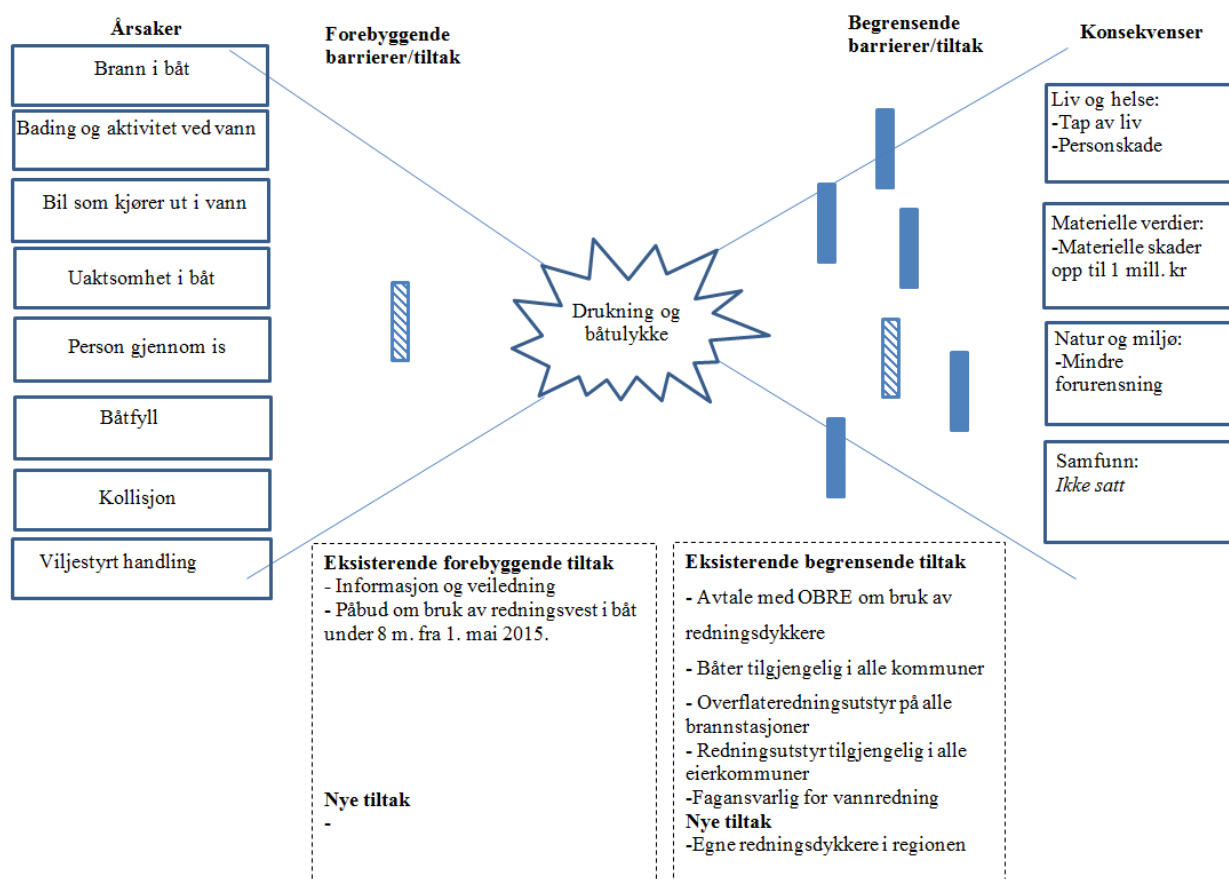 Årsaker
Brann i båt
Bading og aktivitet ved vann
Bil som kjører ut i vann
Uaktsomhet i båt
Person gjennom is
Båtfyll
Kollisjon
Viljestyrt handling
Forebyggende
barrierer/tiltak
Drukning og
båtulykke
Begrensende
barrierer/tiltak
Konsekvenser
Liv og helse:
-Tap av liv
-Personskade
Materielle verdier:
-Materielle skader
opp til 1 mill. kr
Natur og miljø:
-Mindre
forurensning
Samfunn:
Ikke satt
Eksisterende forebyggende tiltak
- Informasjon og veiledning
- Påbud om bruk av redningsvest i båt
under 8 m. fra 1. mai 2015.
Nye tiltak
-
Eksisterende begrensende tiltak
- Avtale med OBRE om bruk av
redningsdykkere
- Båter tilgjengelig i alle kommuner
- Overflateredningsutstyr på alle
brannstasjoner
- Redningsutstyr tilgjengelig i alle
eierkommuner
-Fagansvarlig for vannredning
Nye tiltak
-Egne redningsdykkere i regionen